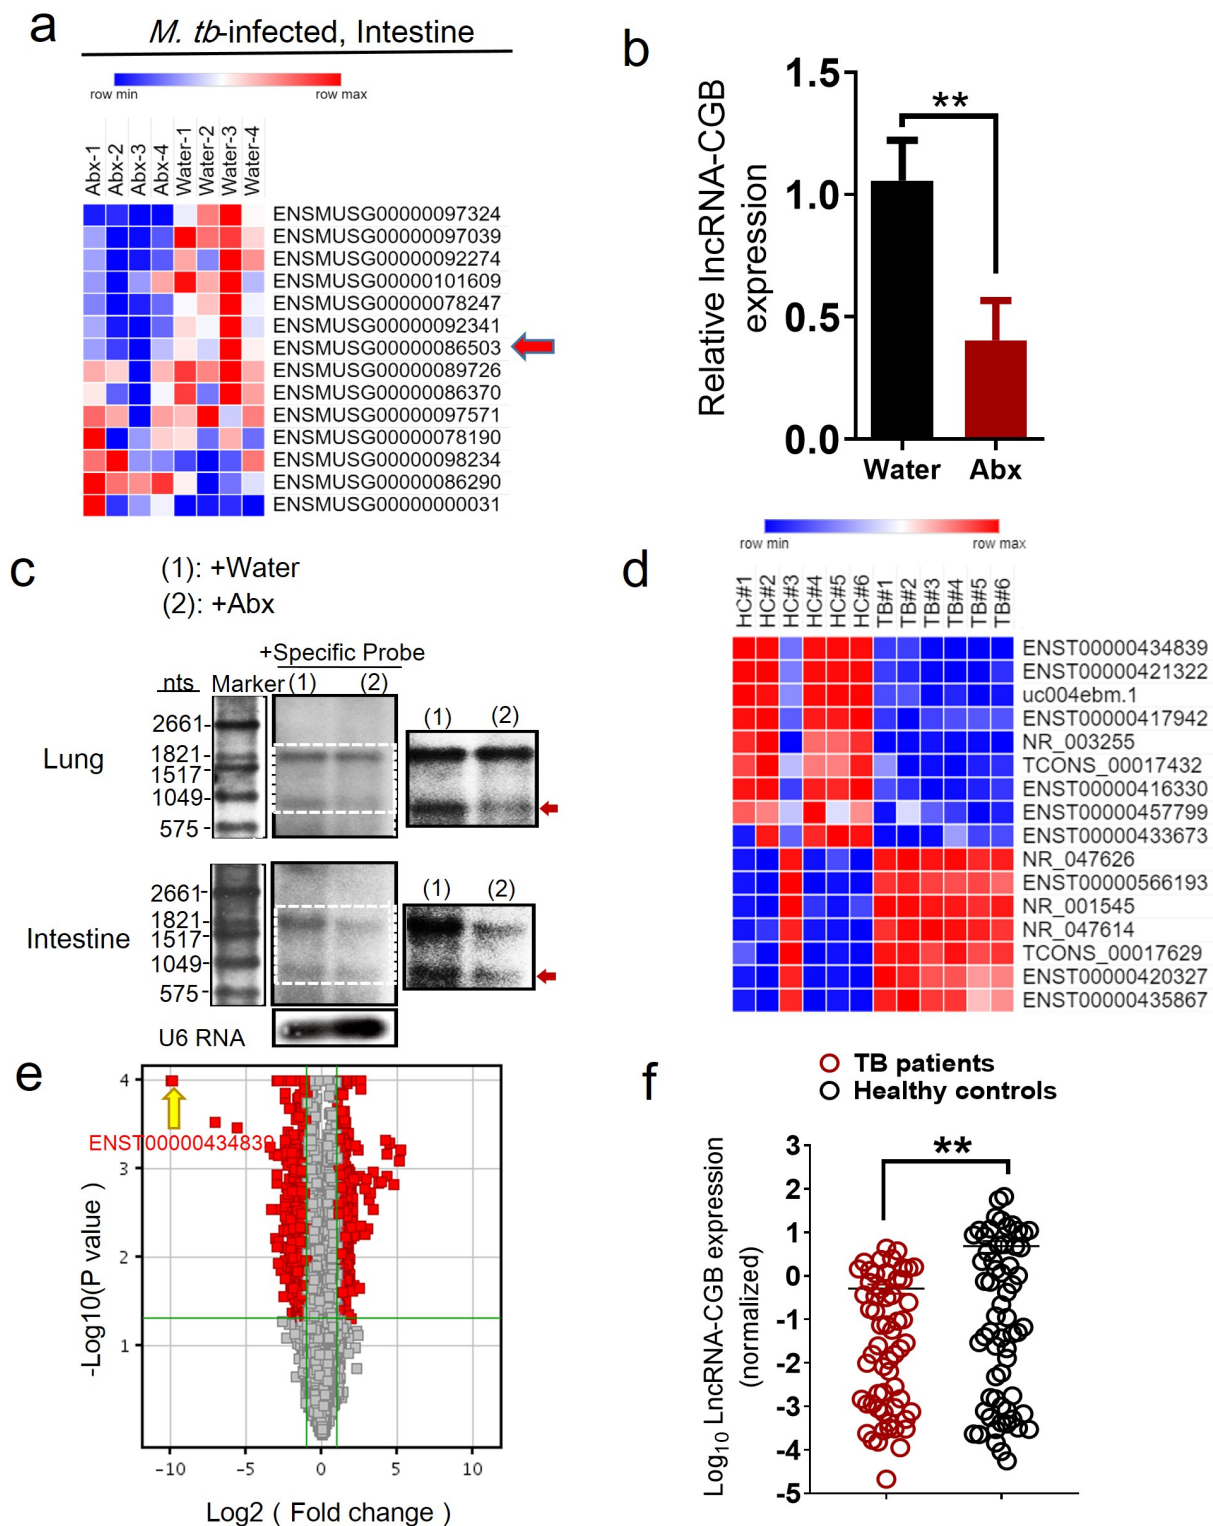 a
M. tb-infected, Intestine
row min row max
Abx-1 Abx-2 Abx-3 Abx-4 Water-1 Water-2 Water-3 Water-4
ENSMUSG00000097324
ENSMUSG00000097039
ENSMUSG00000092274
ENSMUSG00000101609
ENSMUSG00000078247
ENSMUSG00000092341
ENSMUSG00000086503
ENSMUSG00000089726
ENSMUSG00000086370
ENSMUSG00000097571
ENSMUSG00000078190
ENSMUSG00000098234
ENSMUSG00000086290
ENSMUSG00000000031
b
Relative lncRNA-CGB
expression
1.5
1.0
0.5
0.0
**
Water Abx
c
(1): +Water
(2): +Abx
+Specific Probe
nts Marker (1) (2)
Lung
2661-
1821-
1517-
1049-
575-
(1) (2)
Intestine
2661-
1821-
1517-
1049-
575-
(1) (2)
U6 RNA
d
row min row max
HC#1 HC#2 HC#3 HC#4 HC#5 HC#6 TB#1 TB#2 TB#3 TB#4 TB#5 TB#6
ENST00000434839
ENST00000421322
uc004ebm.1
ENST00000417942
NR_003255
TCONS_00017432
ENST00000416330
ENST00000457799
ENST00000433673
NR_047626
ENST00000566193
NR_001545
NR_047614
TCONS_00017629
ENST00000420327
ENST00000435867
e
-Log10(P value )
4
3
2
1
ENST00000434839
-10 -5 0 5 10
Log2 ( Fold change )
f
TB patients
Healthy controls
Log10 LncRNA-CGB expression
(normalized)
3
2
1
0
-1
-2
-3
-4
-5
**